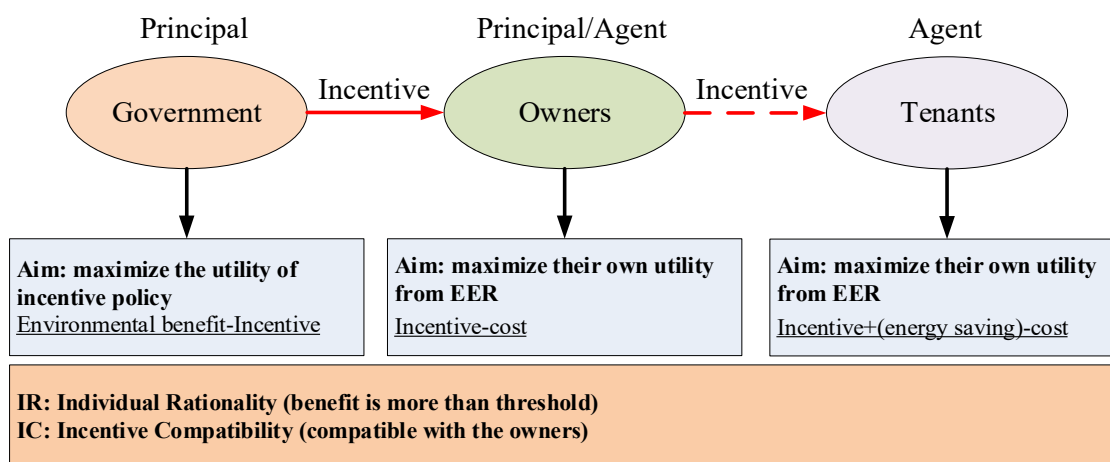 Principal
Principal/Agent
Agent
Government
Incentive
Owners
Incentive
Tenants
Aim: maximize the utility of
incentive policy
Environmental benefit-Incentive
Aim: maximize their own utility
from EER
Incentive-cost
Aim: maximize their own utility
from EER
Incentive+(energy saving)-cost
IR: Individual Rationality (benefit is more than threshold)
IC: Incentive Compatibility (compatible with the owners)